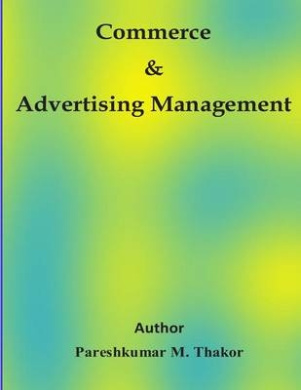 Commerce
&
Advertising Management
Author
Pareshkumar M. Thakor